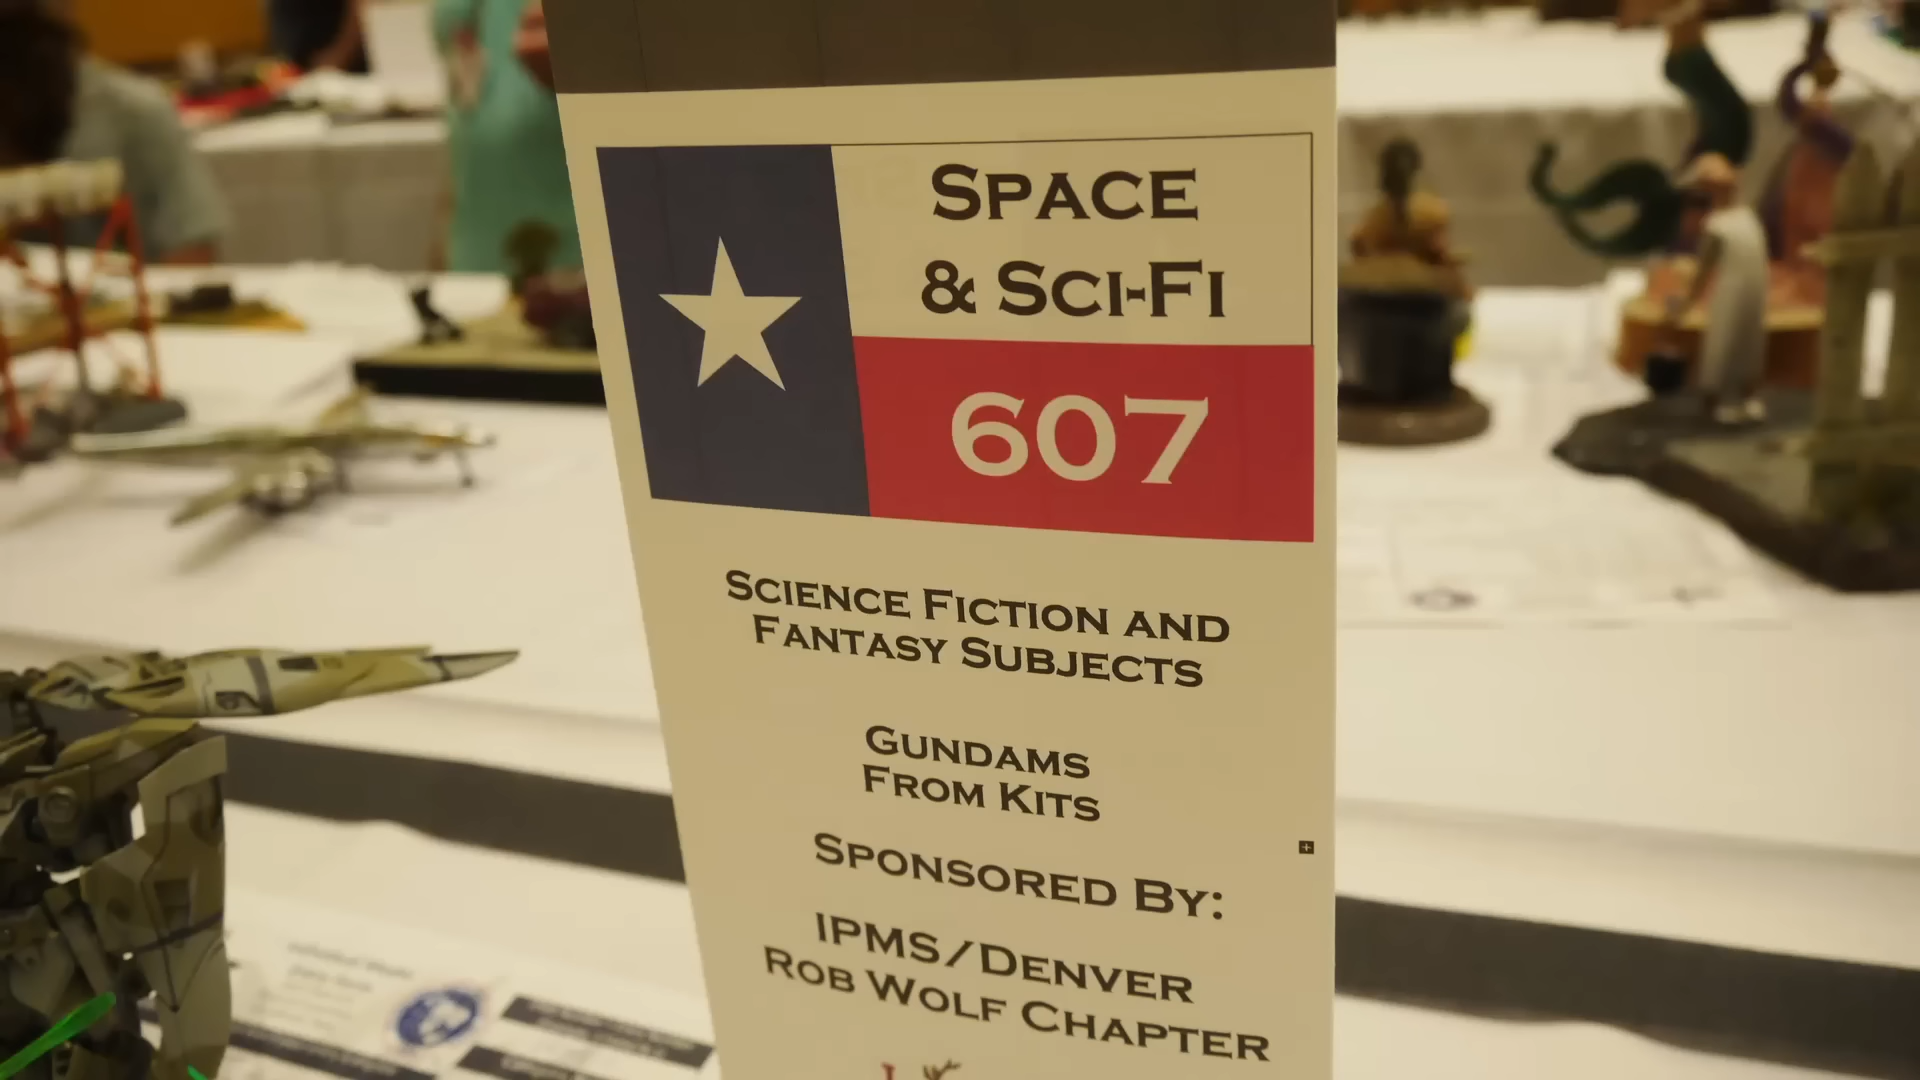 SPACE
& SCI-FI
607
SCIENCE FICTION AND
FANTASY SUBJECTS
GUNDAMS
FROM KITS
SPONSORED BY:
IPMS/DENVER
ROB WOLF CHAPTER